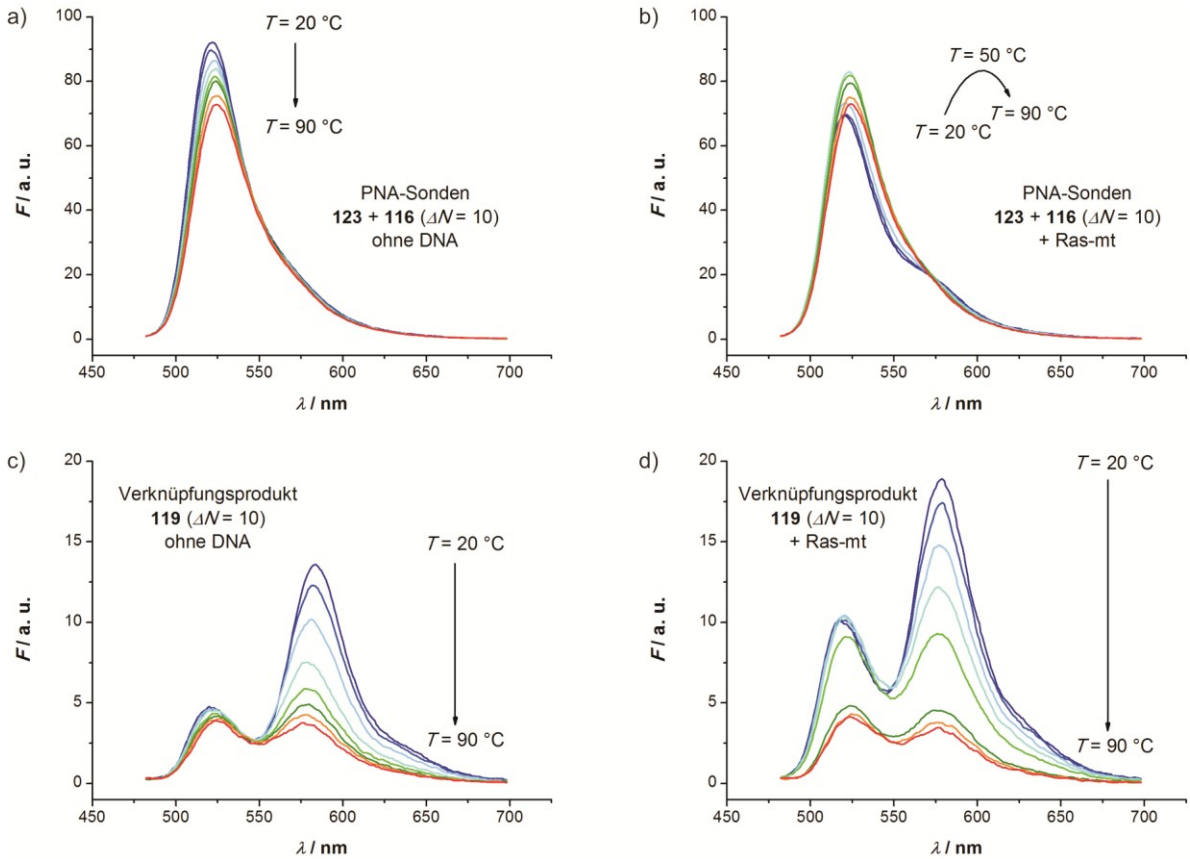 a)
100
80
60
40
20
0
F / a. u.
T = 20 °C
T = 90 °C
PNA-Sonden
123 + 116 (ΔN = 10)
ohne DNA
450 500 550 600 650 700
λ / nm
b)
100
80
60
40
20
0
F / a. u.
T = 50 °C
T = 90 °C
T = 20 °C
PNA-Sonden
123 + 116 (ΔN = 10)
+ Ras-mt
450 500 550 600 650 700
λ / nm
c)
20
15
10
5
0
F / a. u.
Verknüpfungsprodukt
119 (ΔN = 10)
ohne DNA
T = 20 °C
T = 90 °C
450 500 550 600 650 700
λ / nm
d)
20
15
10
5
0
F / a. u.
T = 20 °C
Verknüpfungsprodukt
119 (ΔN = 10)
+ Ras-mt
T = 90 °C
450 500 550 600 650 700
λ / nm